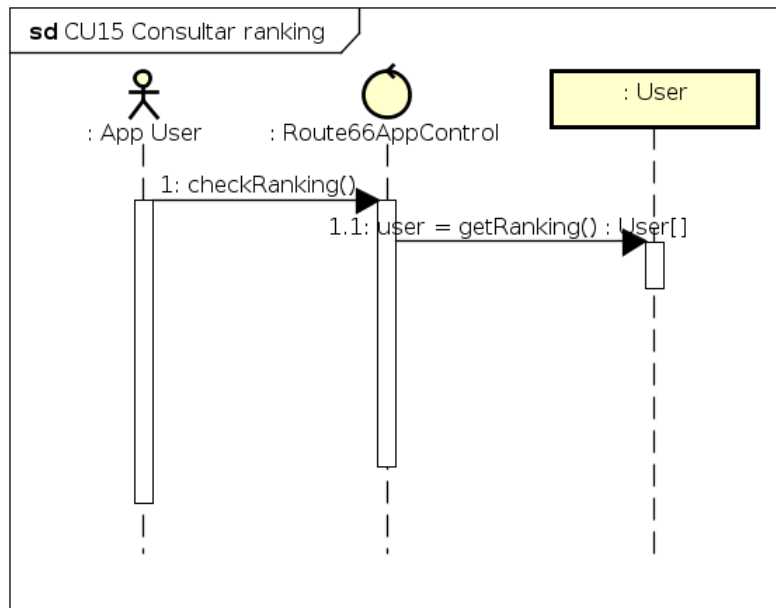 sd CU15 Consultar ranking
: App User
: Route66AppControl
: User
1: checkRanking()
1.1: user = getRanking() : User[]